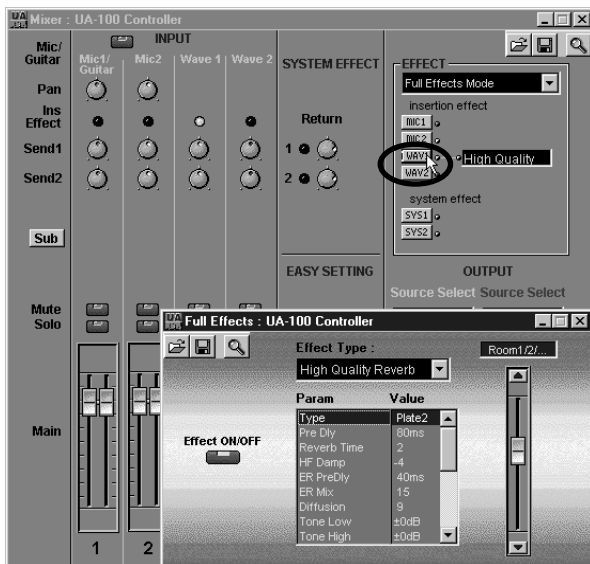 Mixer : UA-100 Controller
Mic/ Guitar
INPUT
Mic1/ Guitar
Mic2
Wave 1
Wave 2
SYSTEM EFFECT
EFFECT
Full Effects Mode
Pan
Ins Effect
Send1
Send2
Return
1
2
insertion effect
MIC1
MIC2
WAV1
WAV2
High Quality
system effect
SYS1
SYS2
Sub
EASY SETTING
OUTPUT
Source Select
Source Select
Mute
Solo
Main
1
2
Full Effects : UA-100 Controller
Effect Type :
High Quality Reverb
Room1/2/...
Effect ON/OFF
Param Value
Type Plate2
Pre Dly 80ms
Reverb Time 2
HF Damp -4
ER PreDly 40ms
ER Mix 15
Diffusion 9
Tone Low ±0dB
Tone High ±0dB